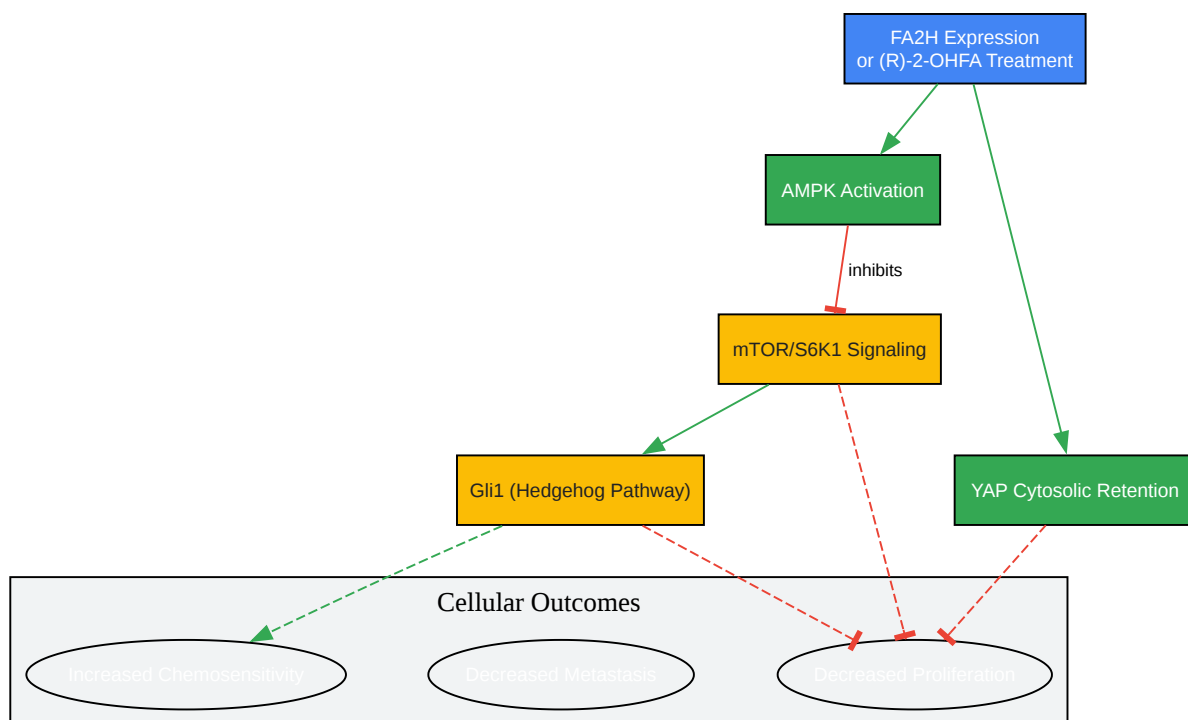 FA2H Expression
or (R)-2-OHFA Treatment
AMPK Activation
inhibits
mTOR/S6K1 Signaling
Gli1 (Hedgehog Pathway)
YAP Cytosolic Retention
Cellular Outcomes
Increased Chemosensitivity
Decreased Metastasis
Decreased Proliferation